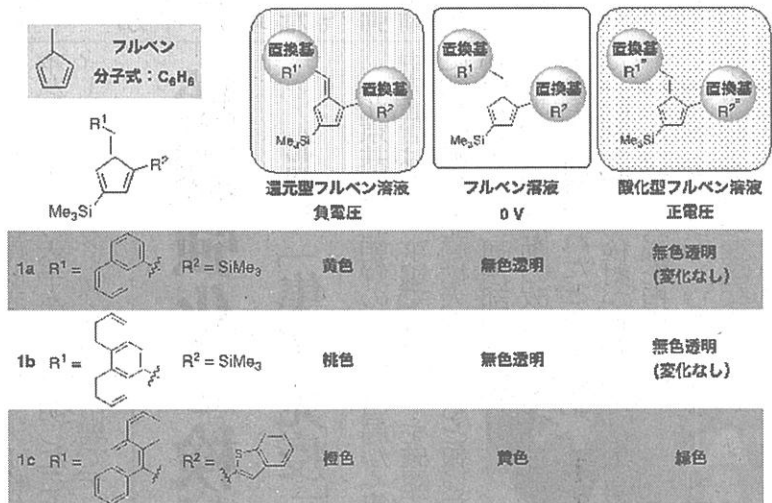 フルベン
分子式：C₆H₆
R¹
R²
Me₃Si
置換基
R¹'
置換基
R²'
Me₃Si
還元型フルベン溶液
負電圧
置換基
R¹
置換基
R²
Me₃Si
フルベン溶液
0 V
置換基
R¹"
置換基
R²"
Me₃Si
酸化型フルベン溶液
正電圧
1a R¹ = R² = SiMe₃ 黄色 無色透明 無色透明
(変化なし)
1b R¹ = R² = SiMe₃ 桃色 無色透明 無色透明
(変化なし)
1c R¹ = R² = S 橙色 黄色 緑色